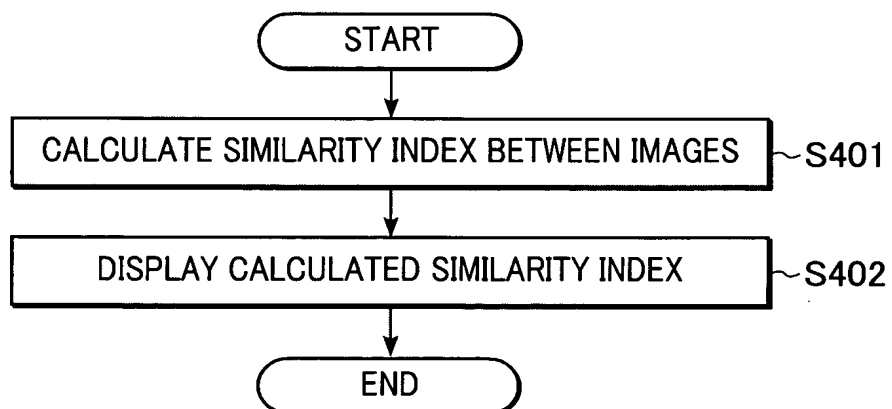 START
CALCULATE SIMILARITY INDEX BETWEEN IMAGES
S401
DISPLAY CALCULATED SIMILARITY INDEX
S402
END